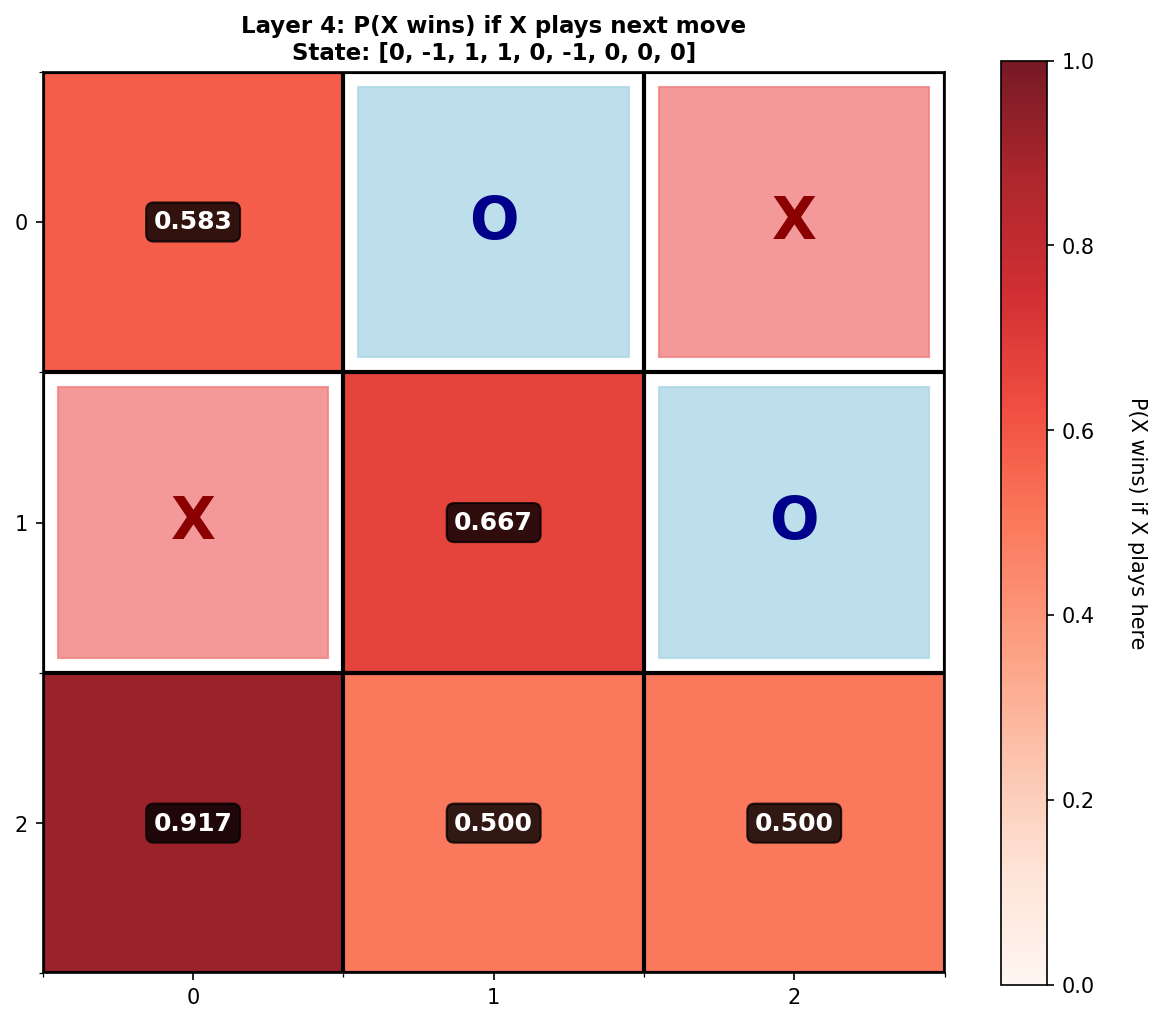 Layer 4: P(X wins) if X plays next move
State: [0, -1, 1, 1, 0, -1, 0, 0, 0]
0.583 O X
X 0.667 O
0.917 0.500 0.500
0
1
2
0 1 2
1.0
0.8
0.6
0.4
0.2
0.0
P(X wins) if X plays here